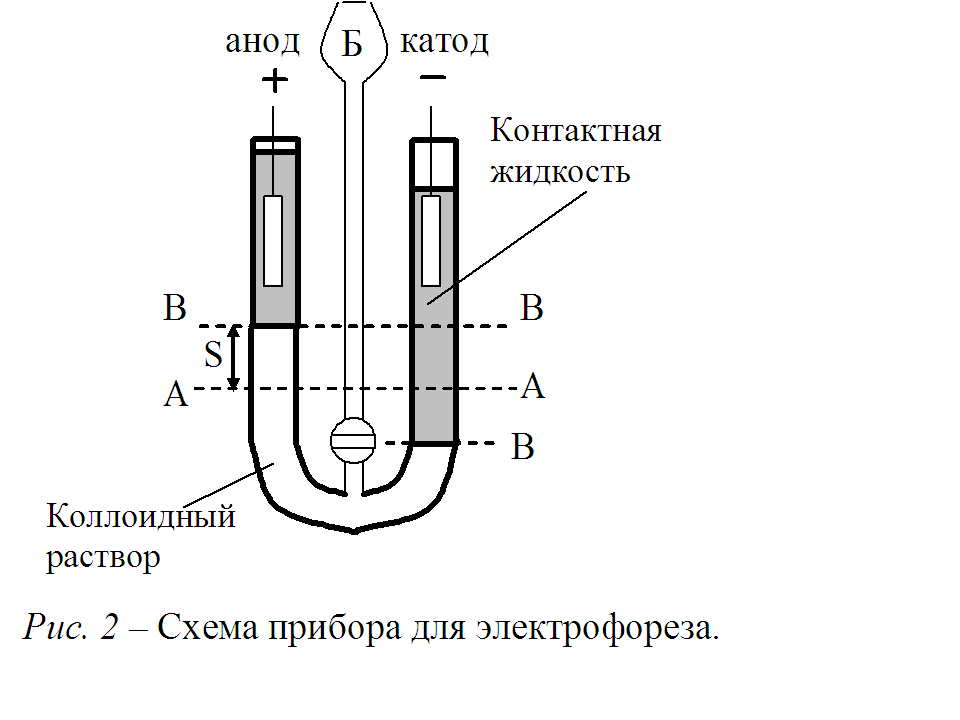 анод Б катод
+ −
Контактная
жидкость
В В
S
А А
В
Коллоидный
раствор
Рис. 2 – Схема прибора для электрофореза.